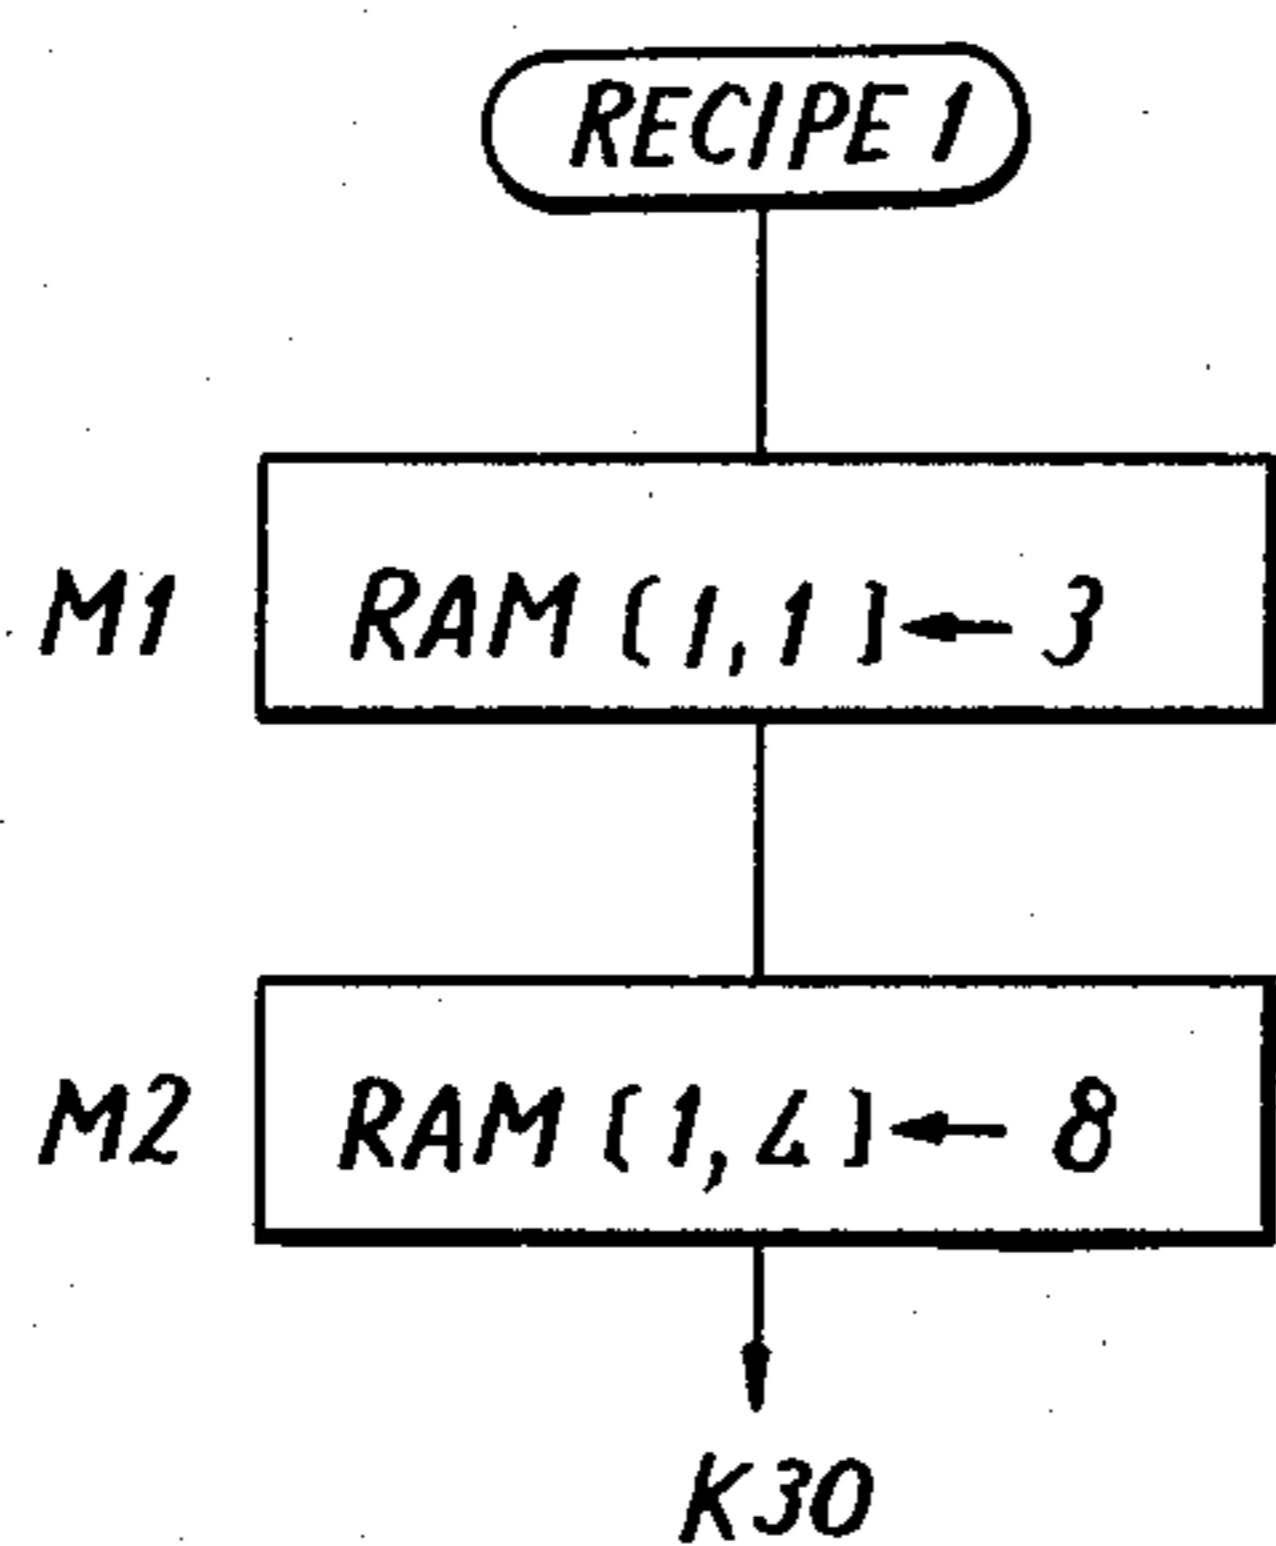 RECIPE 1
M1 RAM (1,1) ← 3
M2 RAM (1,4) ← 8
K30